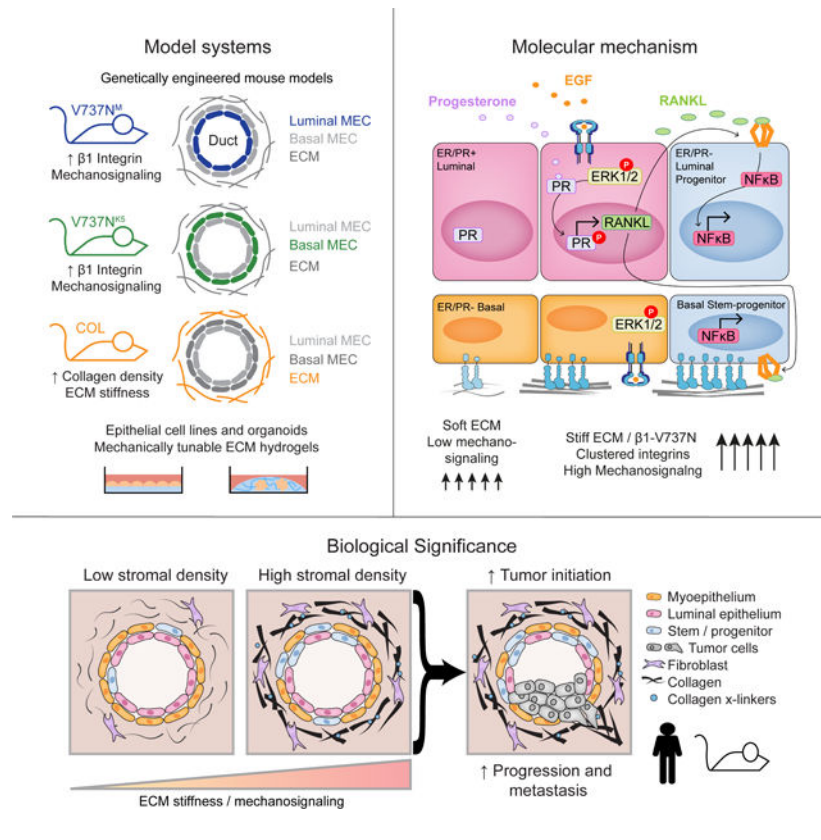 Model systems
Genetically engineered mouse models
V737Nᴹ
↑ β1 Integrin
Mechanosignaling
Duct
Luminal MEC
Basal MEC
ECM
V737Nᴷ⁵
↑ β1 Integrin
Mechanosignaling
Luminal MEC
Basal MEC
ECM
COL
↑ Collagen density
ECM stiffness
Luminal MEC
Basal MEC
ECM
Epithelial cell lines and organoids
Mechanically tunable ECM hydrogels
Molecular mechanism
Progesterone
EGF
RANKL
ER/PR+
Luminal
PR
PR
P
ERK1/2
RANKL
PR
P
ER/PR-
Luminal
Progenitor
NFκB
NFκB
ER/PR- Basal
P
ERK1/2
Basal Stem-progenitor
NFκB
Soft ECM
Low mechano-
signaling
Stiff ECM / β1-V737N
Clustered integrins
High Mechanosignalng
Biological Significance
Low stromal density
High stromal density
↑ Tumor initiation
↑ Progression and
metastasis
ECM stiffness / mechanosignaling
Myoepithelium
Luminal epithelium
Stem / progenitor
Tumor cells
Fibroblast
Collagen
Collagen x-linkers